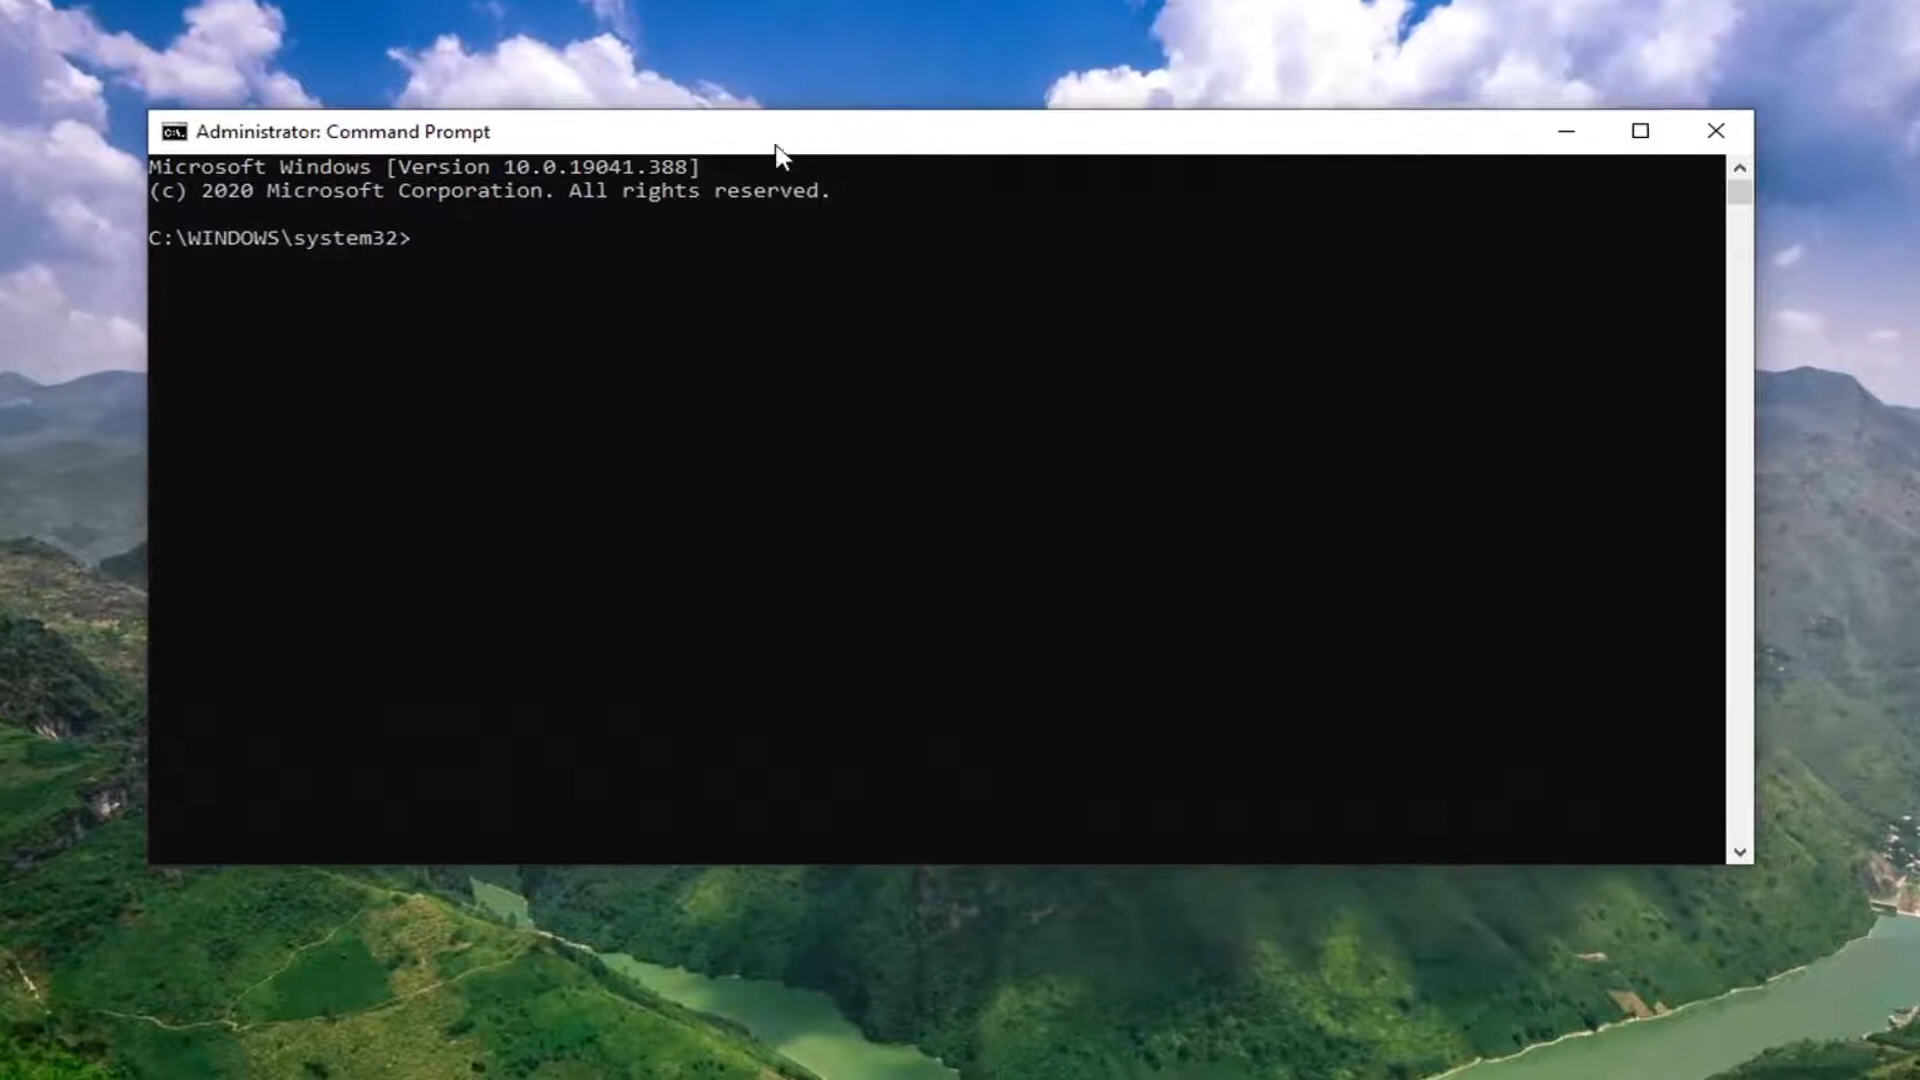 Administrator: Command Prompt
Microsoft Windows [Version 10.0.19041.388]
(c) 2020 Microsoft Corporation. All rights reserved.
C:\WINDOWS\system32>